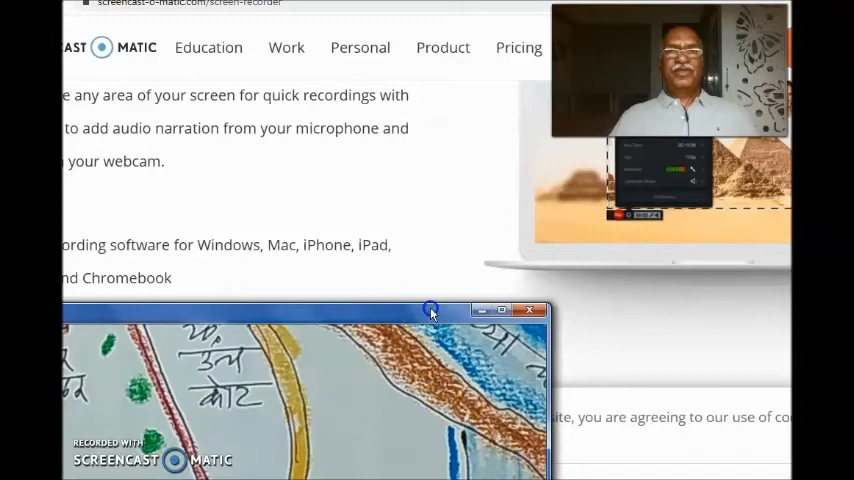 screencast-o-matic.com/screen-recorder
AST MATIC Education Work Personal Product Pricing
e any area of your screen for quick recordings with
to add audio narration from your microphone and
your webcam.
ording software for Windows, Mac, iPhone, iPad,
nd Chromebook
उत्त
कोट
site, you are agreeing to our use of co
RECORDED WITH
SCREENCAST MATIC